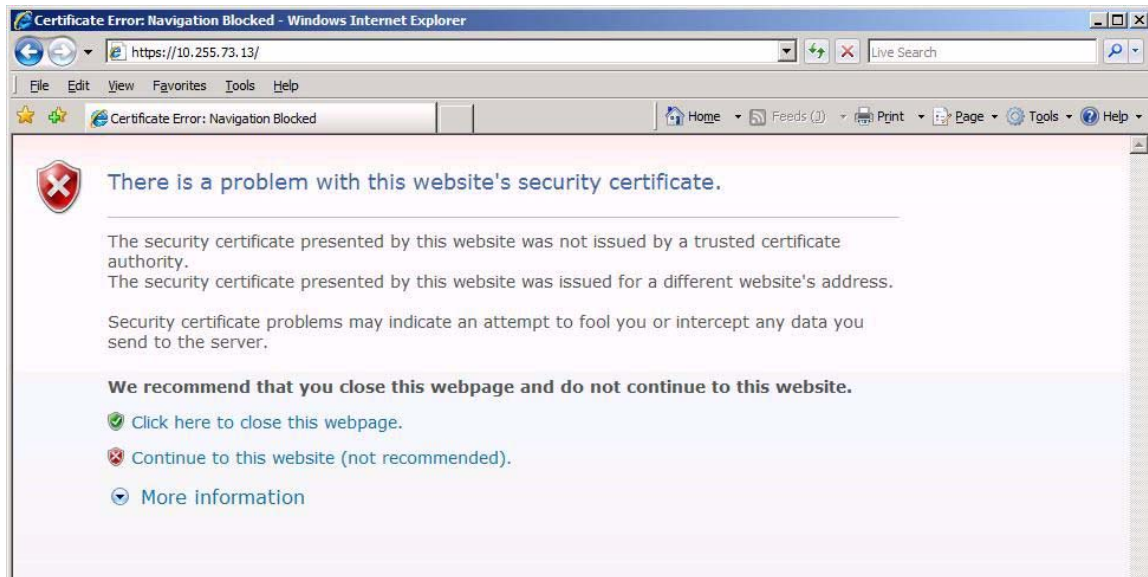 Certificate Error: Navigation Blocked - Windows Internet Explorer
https://10.255.73.13/ Live Search
File Edit View Favorites Tools Help
Certificate Error: Navigation Blocked Home Feeds (J) Print Page Tools Help
There is a problem with this website's security certificate.
The security certificate presented by this website was not issued by a trusted certificate
authority.
The security certificate presented by this website was issued for a different website's address.
Security certificate problems may indicate an attempt to fool you or intercept any data you
send to the server.
We recommend that you close this webpage and do not continue to this website.
Click here to close this webpage.
Continue to this website (not recommended).
More information